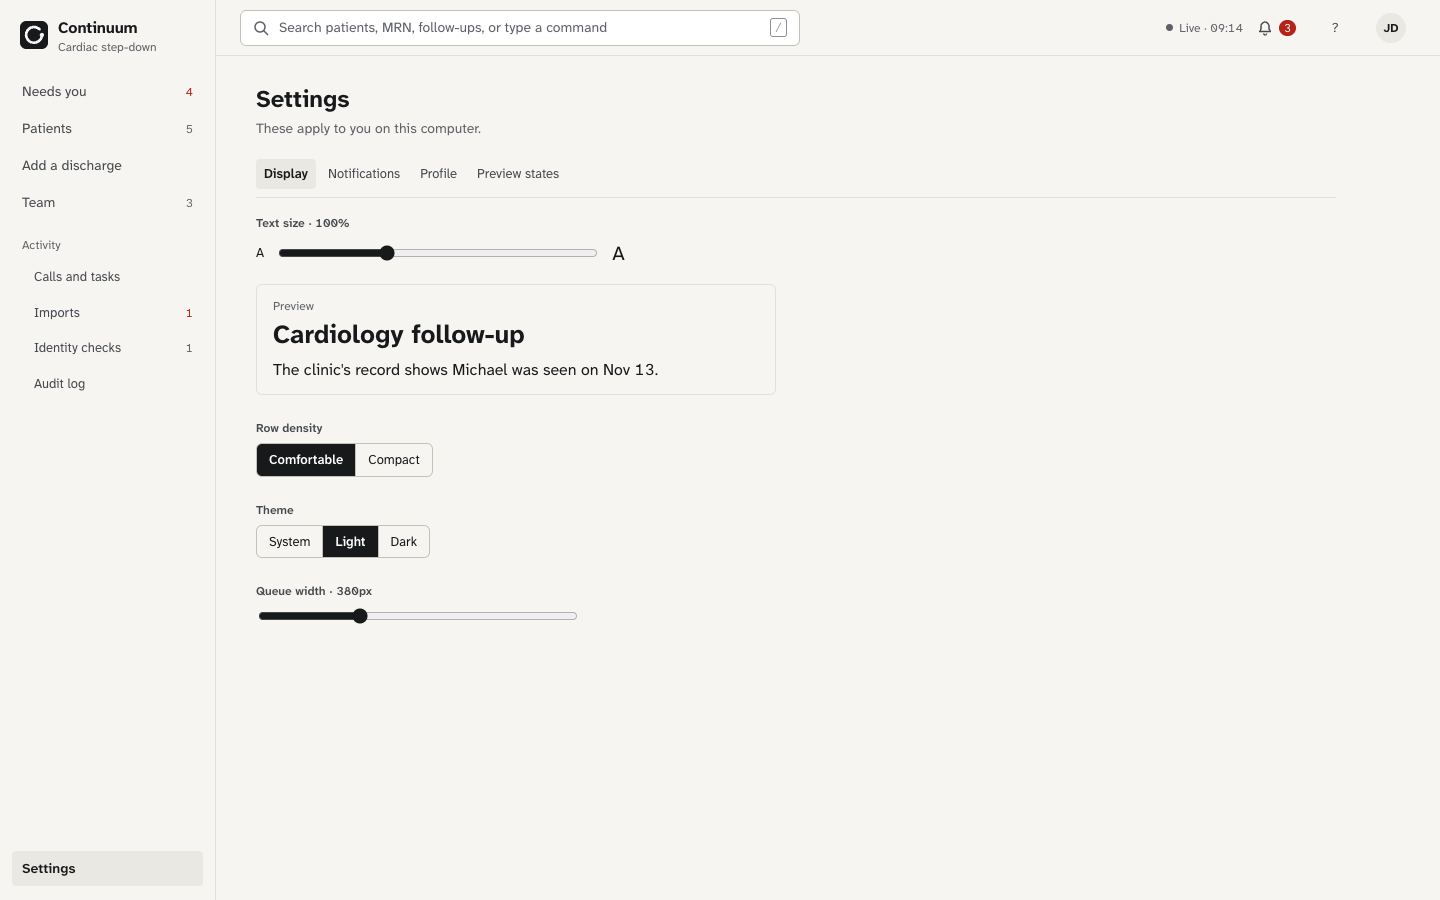 Continuum
Cardiac step-down
Needs you 4
Patients 5
Add a discharge
Team 3
Activity
Calls and tasks
Imports 1
Identity checks 1
Audit log
Settings
Search patients, MRN, follow-ups, or type a command /
Live · 09:14 3 ? JD
Settings
These apply to you on this computer.
Display Notifications Profile Preview states
Text size · 100%
A A
Preview
Cardiology follow-up
The clinic's record shows Michael was seen on Nov 13.
Row density
Comfortable Compact
Theme
System Light Dark
Queue width · 380px